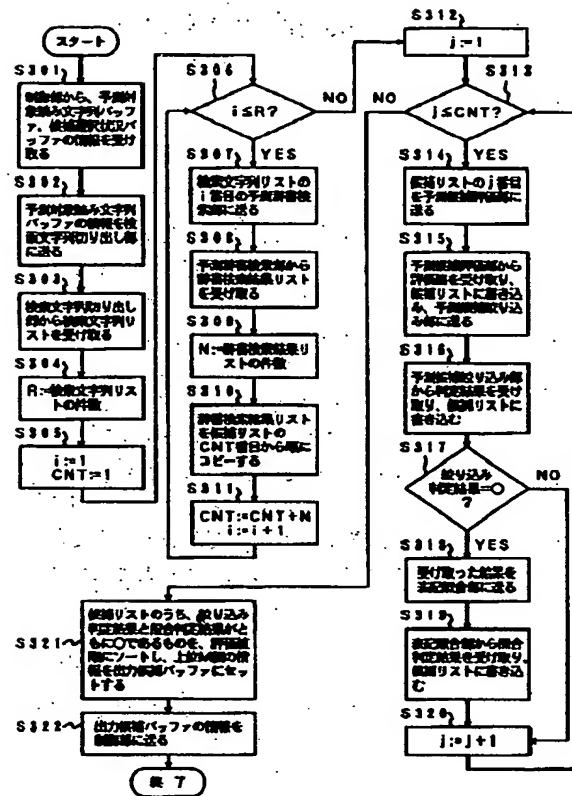 スタート
S301
制御部から、予測対
象読み文字列バッフ
ァ、候補選択状況バ
ッファの情報を受け
取る
S302
予測対象読み文字列
バッファの情報を検
索文字列切り出し部
に送る
S303
検索文字列切り出し
部から検索文字列リ
ストを受け取る
S304
R:=検索文字列リス
トの件数
S305
i:=1
CNT:=1
S306
i≤R?
NO
YES
S307
検索文字列リストの
i番目の予測辞書検
索部に送る
S308
予測辞書検索部から
辞書検索結果リスト
を受け取る
S309
N:=辞書検索結果リ
ストの件数
S310
辞書検索結果リスト
を候補リストの
CNT番目から順に
コピーする
S311
CNT:=CNT+N
i:=i+1
S312
j:=1
S313
j≤CNT?
NO
YES
S314
候補リストのj番目
を予測候補評価部
に送る
S315
予測候補評価部から
評価値を受け取り、
候補リストに書き込
み、予測候補絞り込
み部に送る
S316
予測候補絞り込み部
から判定結果を受け
取り、候補リストに
書き込む
S317
絞り込み
判定結果=○
?
NO
YES
S318
受け取った結果を
表記照合部に送る
S319
表記照合部から照合
判定結果を受け取り、
候補リストに書き込
む
S320
j:=j+1
S321
候補リストのうち、絞り込み
判定結果と照合判定結果がと
もに○であるものを、評価値
順にソートし、上位
報を出力候補バッファにセッ
トする
S322
出力候補バッファの情報を
制御部に送る
終了